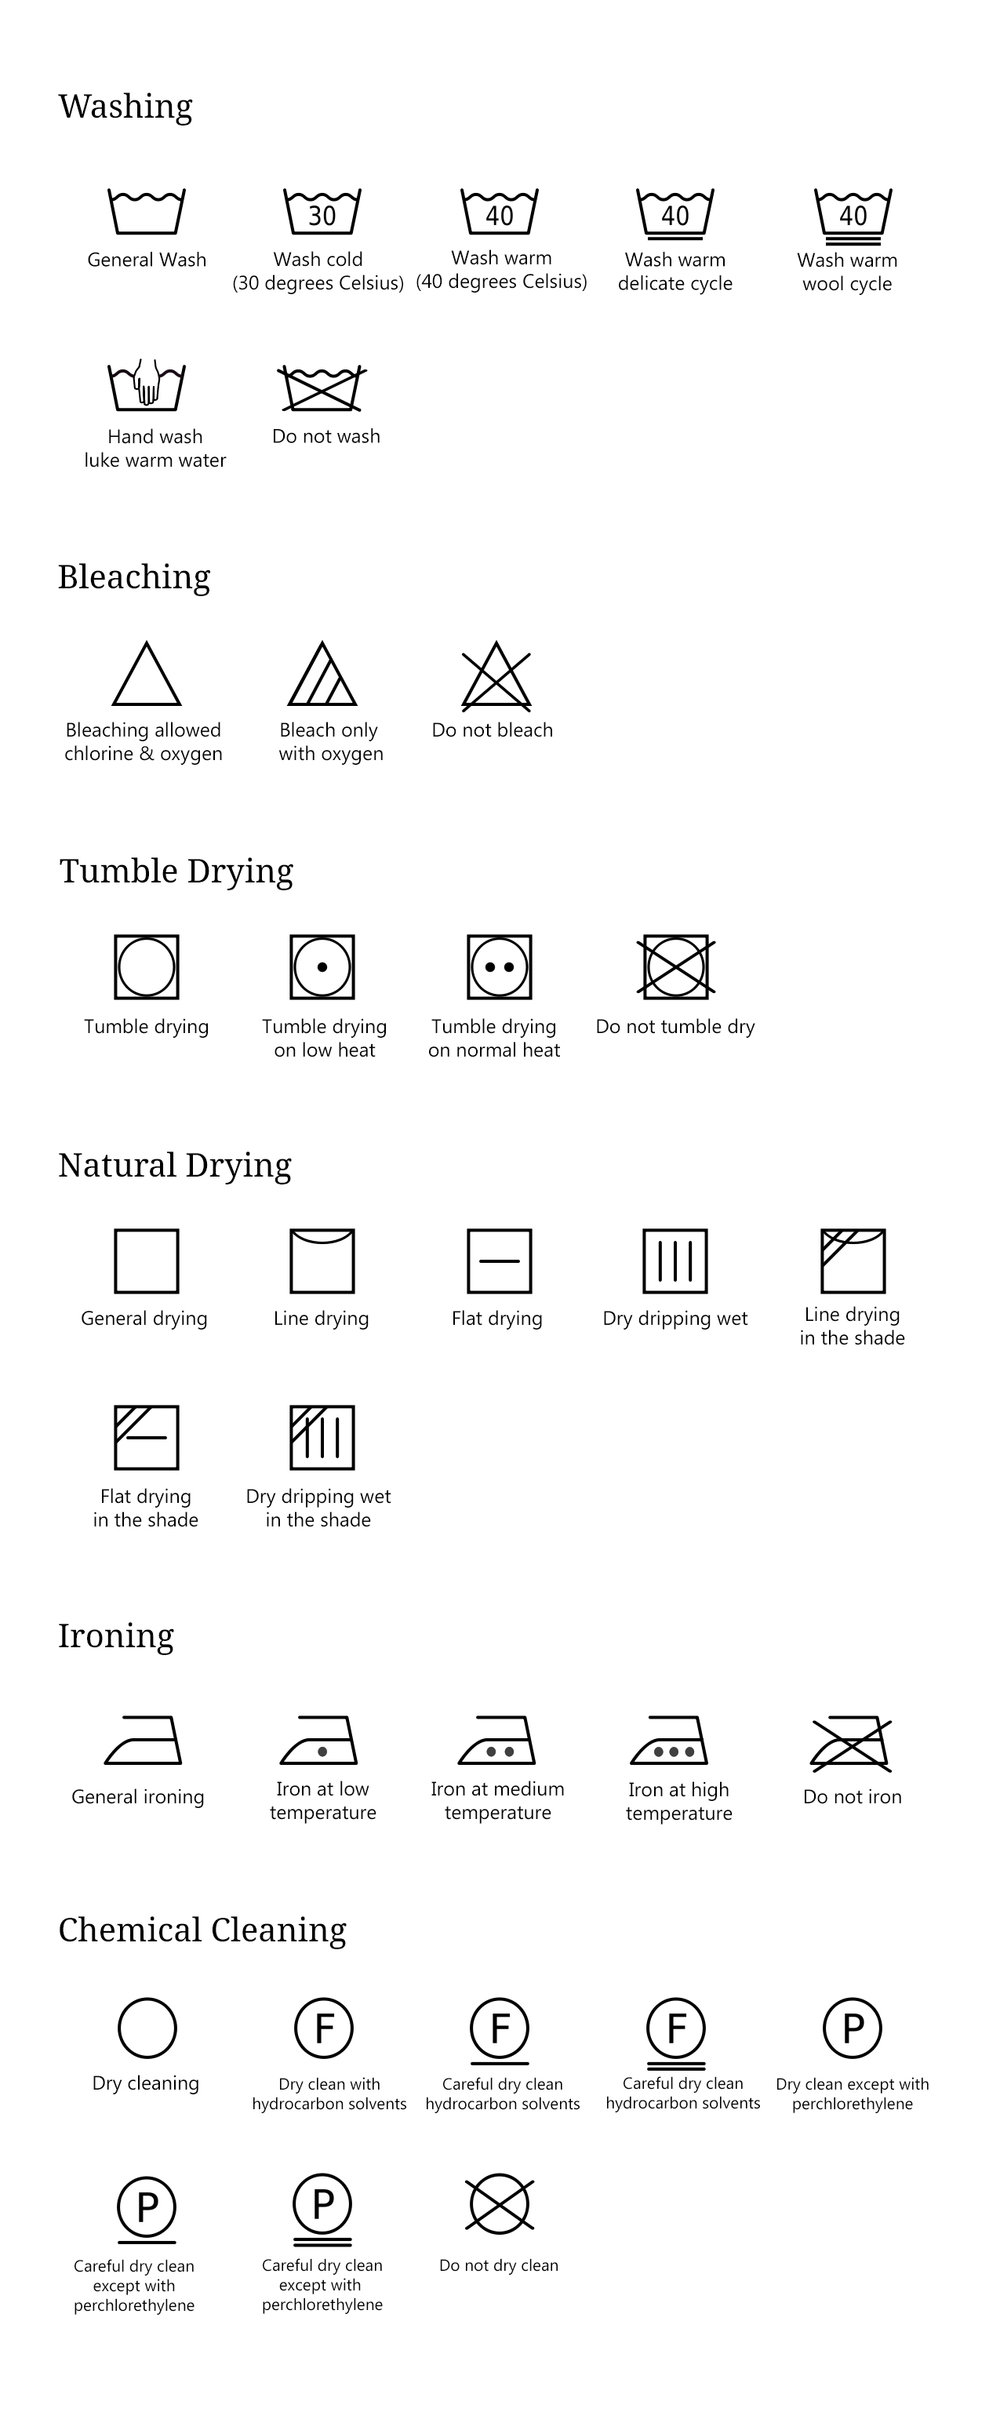 Washing
30
40
40
40
General Wash
Wash cold
(30 degrees Celsius)
Wash warm
(40 degrees Celsius)
Wash warm
delicate cycle
Wash warm
wool cycle
Hand wash
luke warm water
Do not wash
Bleaching
Bleaching allowed
chlorine & oxygen
Bleach only
with oxygen
Do not bleach
Tumble Drying
Tumble drying
Tumble drying
on low heat
Tumble drying
on normal heat
Do not tumble dry
Natural Drying
General drying
Line drying
Flat drying
Dry dripping wet
Line drying
in the shade
Flat drying
in the shade
Dry dripping wet
in the shade
Ironing
General ironing
Iron at low
temperature
Iron at medium
temperature
Iron at high
temperature
Do not iron
Chemical Cleaning
F
F
F
P
Dry cleaning
Dry clean with
hydrocarbon solvents
Careful dry clean
hydrocarbon solvents
Careful dry clean
hydrocarbon solvents
Dry clean except with
perchlorethylene
P
P
Careful dry clean
except with
perchlorethylene
Careful dry clean
except with
perchlorethylene
Do not dry clean